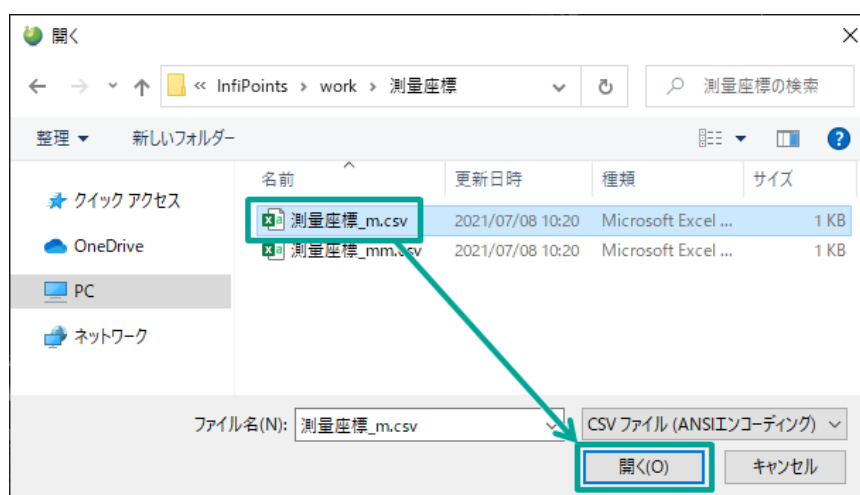 開く
« InfiPoints › work › 測量座標
測量座標の検索
整理 新しいフォルダー
名前 更新日時 種類 サイズ
クイック アクセス
測量座標_m.csv 2021/07/08 10:20 Microsoft Excel ... 1 KB
OneDrive
測量座標_mm.csv 2021/07/08 10:20 Microsoft Excel ... 1 KB
PC
ネットワーク
ファイル名(N): 測量座標_m.csv CSV ファイル (ANSIエンコーディング)
開く(O) キャンセル